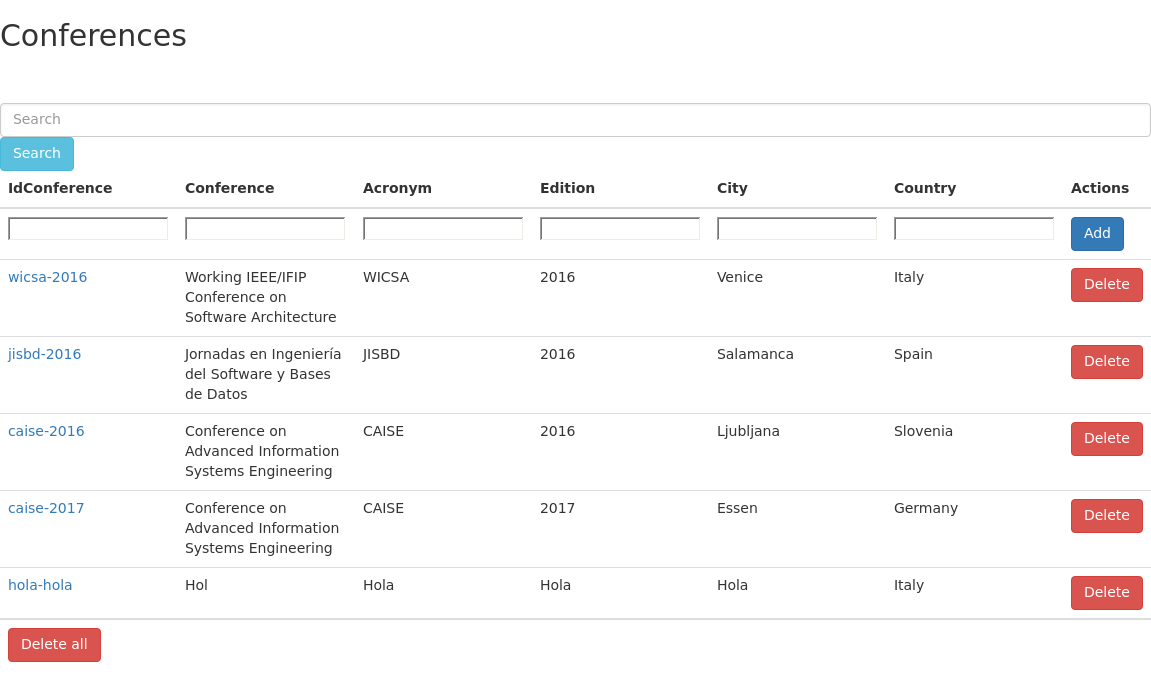 Conferences
Search
Search
IdConference Conference Acronym Edition City Country Actions
Add
wicsa-2016 Working IEEE/IFIP WICSA 2016 Venice Italy Delete
Conference on
Software Architecture
jisbd-2016 Jornadas en Ingeniería JISBD 2016 Salamanca Spain Delete
del Software y Bases
de Datos
caise-2016 Conference on CAISE 2016 Ljubljana Slovenia Delete
Advanced Information
Systems Engineering
caise-2017 Conference on CAISE 2017 Essen Germany Delete
Advanced Information
Systems Engineering
hola-hola Hol Hola Hola Hola Italy Delete
Delete all